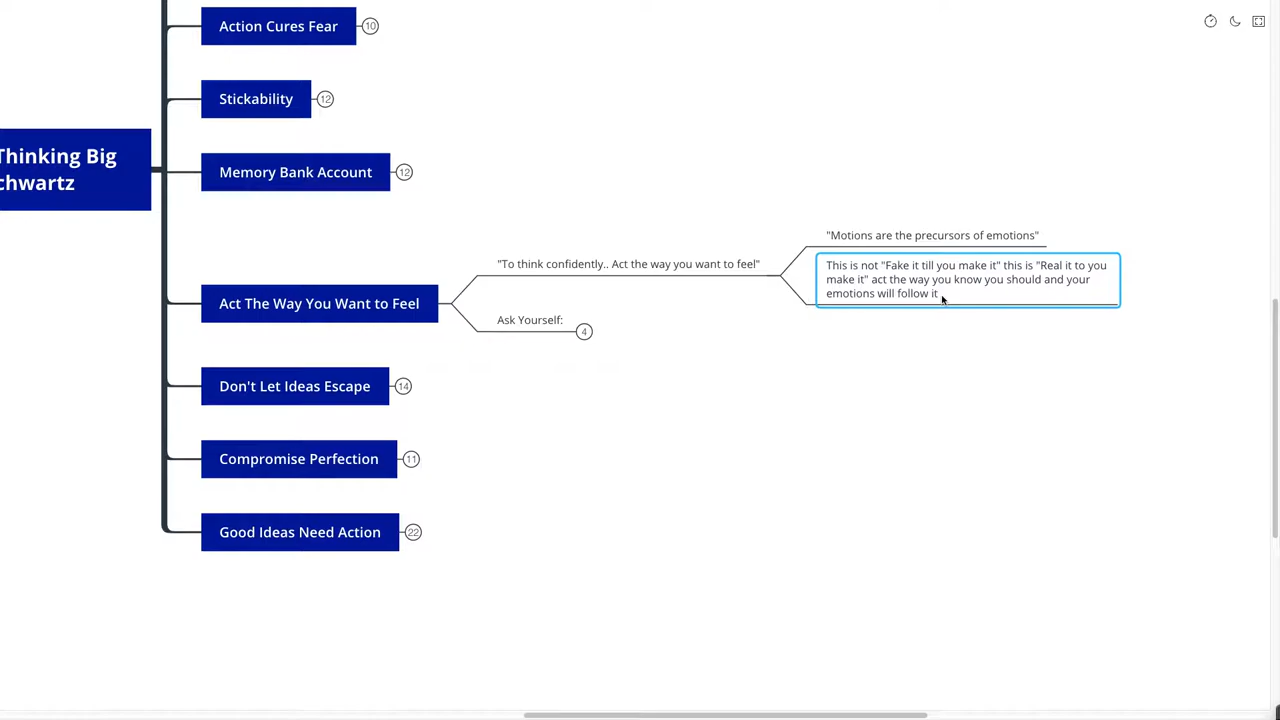 Action Cures Fear
10
Stickability
12
Thinking Big
chwartz
Memory Bank Account
12
"Motions are the precursors of emotions"
"To think confidently.. Act the way you want to feel"
This is not "Fake it till you make it" this is "Real it to you
make it" act the way you know you should and your
emotions will follow it
Act The Way You Want to Feel
Ask Yourself:
4
Don't Let Ideas Escape
14
Compromise Perfection
11
Good Ideas Need Action
22